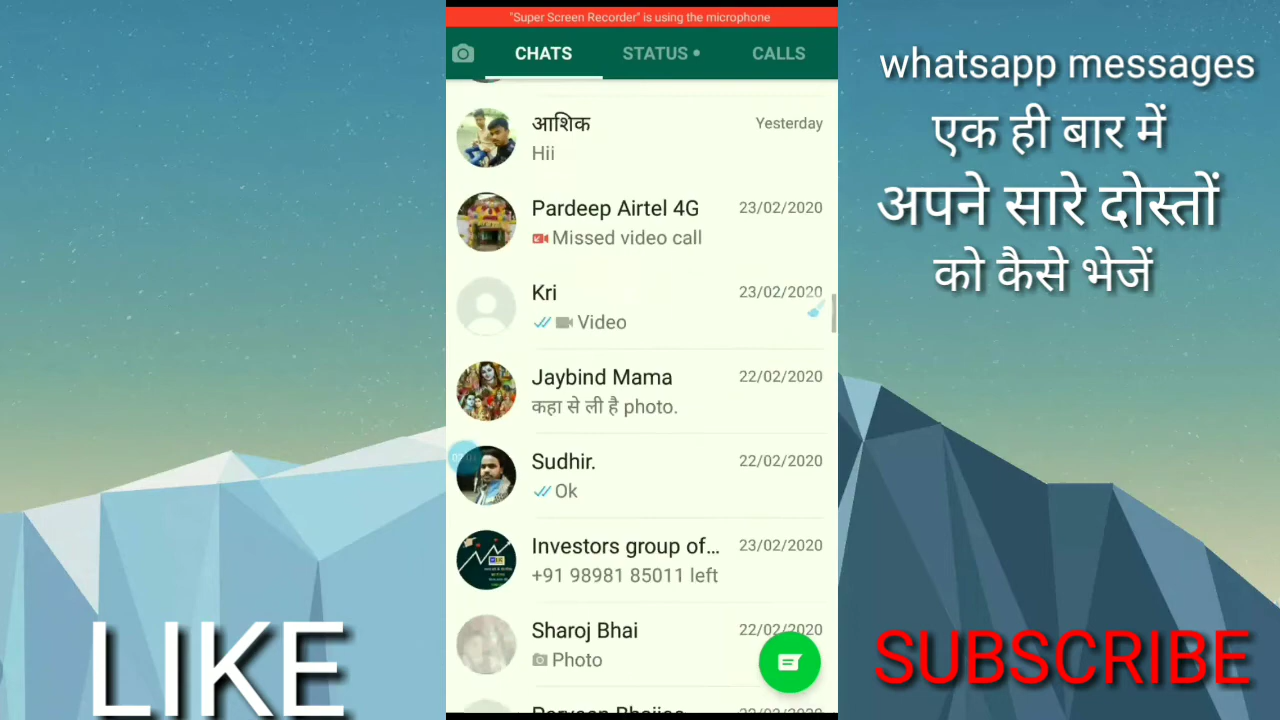 "Super Screen Recorder" is using the microphone
CHATS STATUS CALLS
आशिक Yesterday
Hii
Pardeep Airtel 4G 23/02/2020
Missed video call
Kri 23/02/2020
Video
Jaybind Mama 22/02/2020
कहा से ली है photo.
Sudhir. 22/02/2020
Ok
Investors group of... 23/02/2020
+91 98981 85011 left
Sharoj Bhai 22/02/2020
Photo
whatsapp messages
एक ही बार में
अपने सारे दोस्तों
को कैसे भेजें
LIKE
SUBSCRIBE